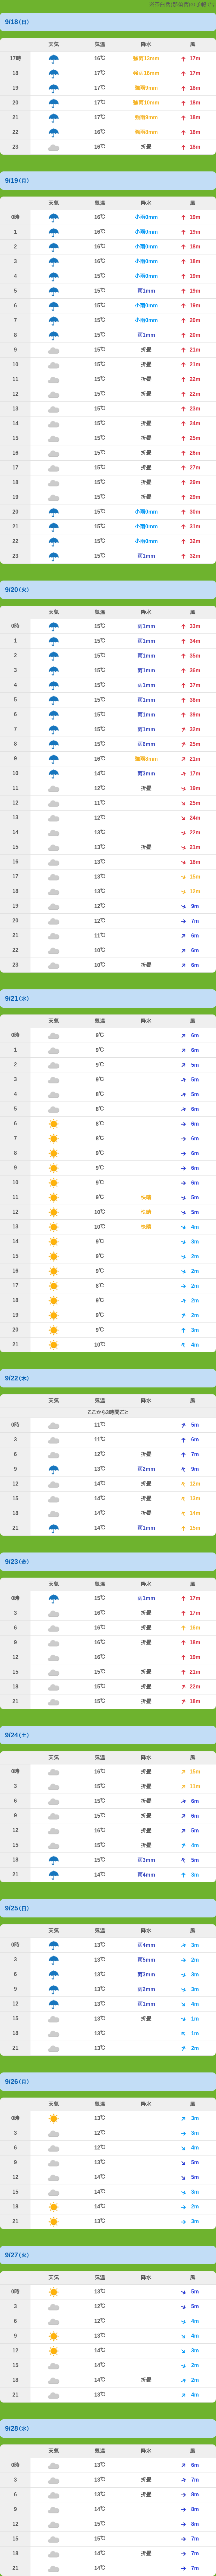 の予報です
9/18（日）
天気 気温 降水 風
17時 16℃ 強雨13mm 17m
18 17℃ 強雨10mm 17m
19 17℃ 強雨9mm 18m
20 17℃ 強雨10mm 18m
21 17℃ 強雨9mm 18m
22 16℃ 強雨8mm 18m
23 16℃ 折畳 18m
9/19（月）
天気 気温 降水 風
0時 16℃ 小雨0mm 19m
1 16℃ 小雨0mm 19m
2 16℃ 小雨0mm 18m
3 16℃ 小雨0mm 18m
4 16℃ 小雨0mm 19m
5 15℃ 雨1mm 19m
6 15℃ 小雨0mm 19m
7 15℃ 小雨0mm 20m
8 15℃ 雨1mm 20m
9 15℃ 折畳 21m
10 15℃ 折畳 21m
11 15℃ 折畳 22m
12 15℃ 折畳 22m
13 15℃ 23m
14 15℃ 折畳 24m
15 15℃ 折畳 25m
16 15℃ 折畳 26m
17 15℃ 折畳 27m
18 15℃ 折畳 29m
19 15℃ 折畳 29m
20 15℃ 小雨0mm 30m
21 15℃ 小雨0mm 31m
22 15℃ 小雨0mm 32m
23 15℃ 雨1mm 32m
9/20（火）
天気 気温 降水 風
0時 15℃ 雨1mm 33m
1 15℃ 雨1mm 34m
2 15℃ 雨1mm 35m
3 15℃ 雨1mm 36m
4 15℃ 雨1mm 37m
5 15℃ 雨1mm 38m
6 15℃ 雨1mm 39m
7 15℃ 雨1mm 32m
8 15℃ 雨6mm 25m
9 16℃ 強雨8mm 21m
10 14℃ 雨3mm 17m
11 12℃ 折畳 19m
12 11℃ 25m
13 12℃ 24m
14 13℃ 22m
15 13℃ 折畳 21m
16 13℃ 18m
17 13℃ 15m
18 13℃ 12m
19 12℃ 9m
20 12℃ 7m
21 11℃ 6m
22 10℃ 6m
23 10℃ 折畳 6m
9/21（水）
天気 気温 降水 風
0時 9℃ 6m
1 9℃ 6m
2 9℃ 5m
3 9℃ 5m
4 8℃ 5m
5 8℃ 6m
6 8℃ 6m
7 8℃ 6m
8 9℃ 6m
9 9℃ 6m
10 9℃ 6m
11 9℃ 5m
12 10℃ 5m
13 10℃ 4m
14 9℃ 3m
15 9℃ 2m
16 9℃ 2m
17 8℃ 2m
18 9℃ 2m
19 9℃ 2m
20 9℃ 3m
21 10℃ 4m
9/22（木）
天気 気温 降水 風
ここから3時間ごと
0時 11℃ 5m
3 11℃ 6m
6 12℃ 折畳 7m
9 13℃ 雨2mm 9m
12 14℃ 折畳 12m
15 14℃ 折畳 13m
18 14℃ 折畳 14m
21 14℃ 雨1mm 15m
9/23（金）
天気 気温 降水 風
0時 15℃ 雨1mm 17m
3 16℃ 折畳 17m
6 16℃ 折畳 16m
9 16℃ 折畳 18m
12 16℃ 19m
15 15℃ 折畳 21m
18 15℃ 折畳 22m
21 15℃ 折畳 18m
9/24（土）
天気 気温 降水 風
0時 16℃ 折畳 15m
3 15℃ 折畳 11m
6 15℃ 折畳 6m
9 15℃ 折畳 6m
12 16℃ 折畳 5m
15 15℃ 折畳 4m
18 15℃ 雨3mm 5m
21 14℃ 雨4mm 3m
9/25（日）
天気 気温 降水 風
0時 13℃ 雨4mm 3m
3 13℃ 雨5mm 2m
6 13℃ 雨3mm 3m
9 13℃ 雨2mm 3m
12 13℃ 雨1mm 4m
15 13℃ 折畳 1m
18 13℃ 1m
21 13℃ 2m
9/26（月）
天気 気温 降水 風
0時 13℃ 3m
3 12℃ 3m
6 12℃ 4m
9 13℃ 5m
12 14℃ 5m
15 14℃ 3m
18 14℃ 2m
21 13℃ 3m
9/27（火）
天気 気温 降水 風
0時 13℃ 5m
3 12℃ 5m
6 12℃ 4m
9 13℃ 4m
12 14℃ 3m
15 14℃ 2m
18 14℃ 折畳 2m
21 13℃ 4m
9/28（水）
天気 気温 降水 風
0時 13℃ 6m
3 13℃ 折畳 7m
6 13℃ 折畳 8m
9 14℃ 8m
12 15℃ 8m
15 15℃ 7m
18 14℃ 折畳 7m
21 14℃ 7m